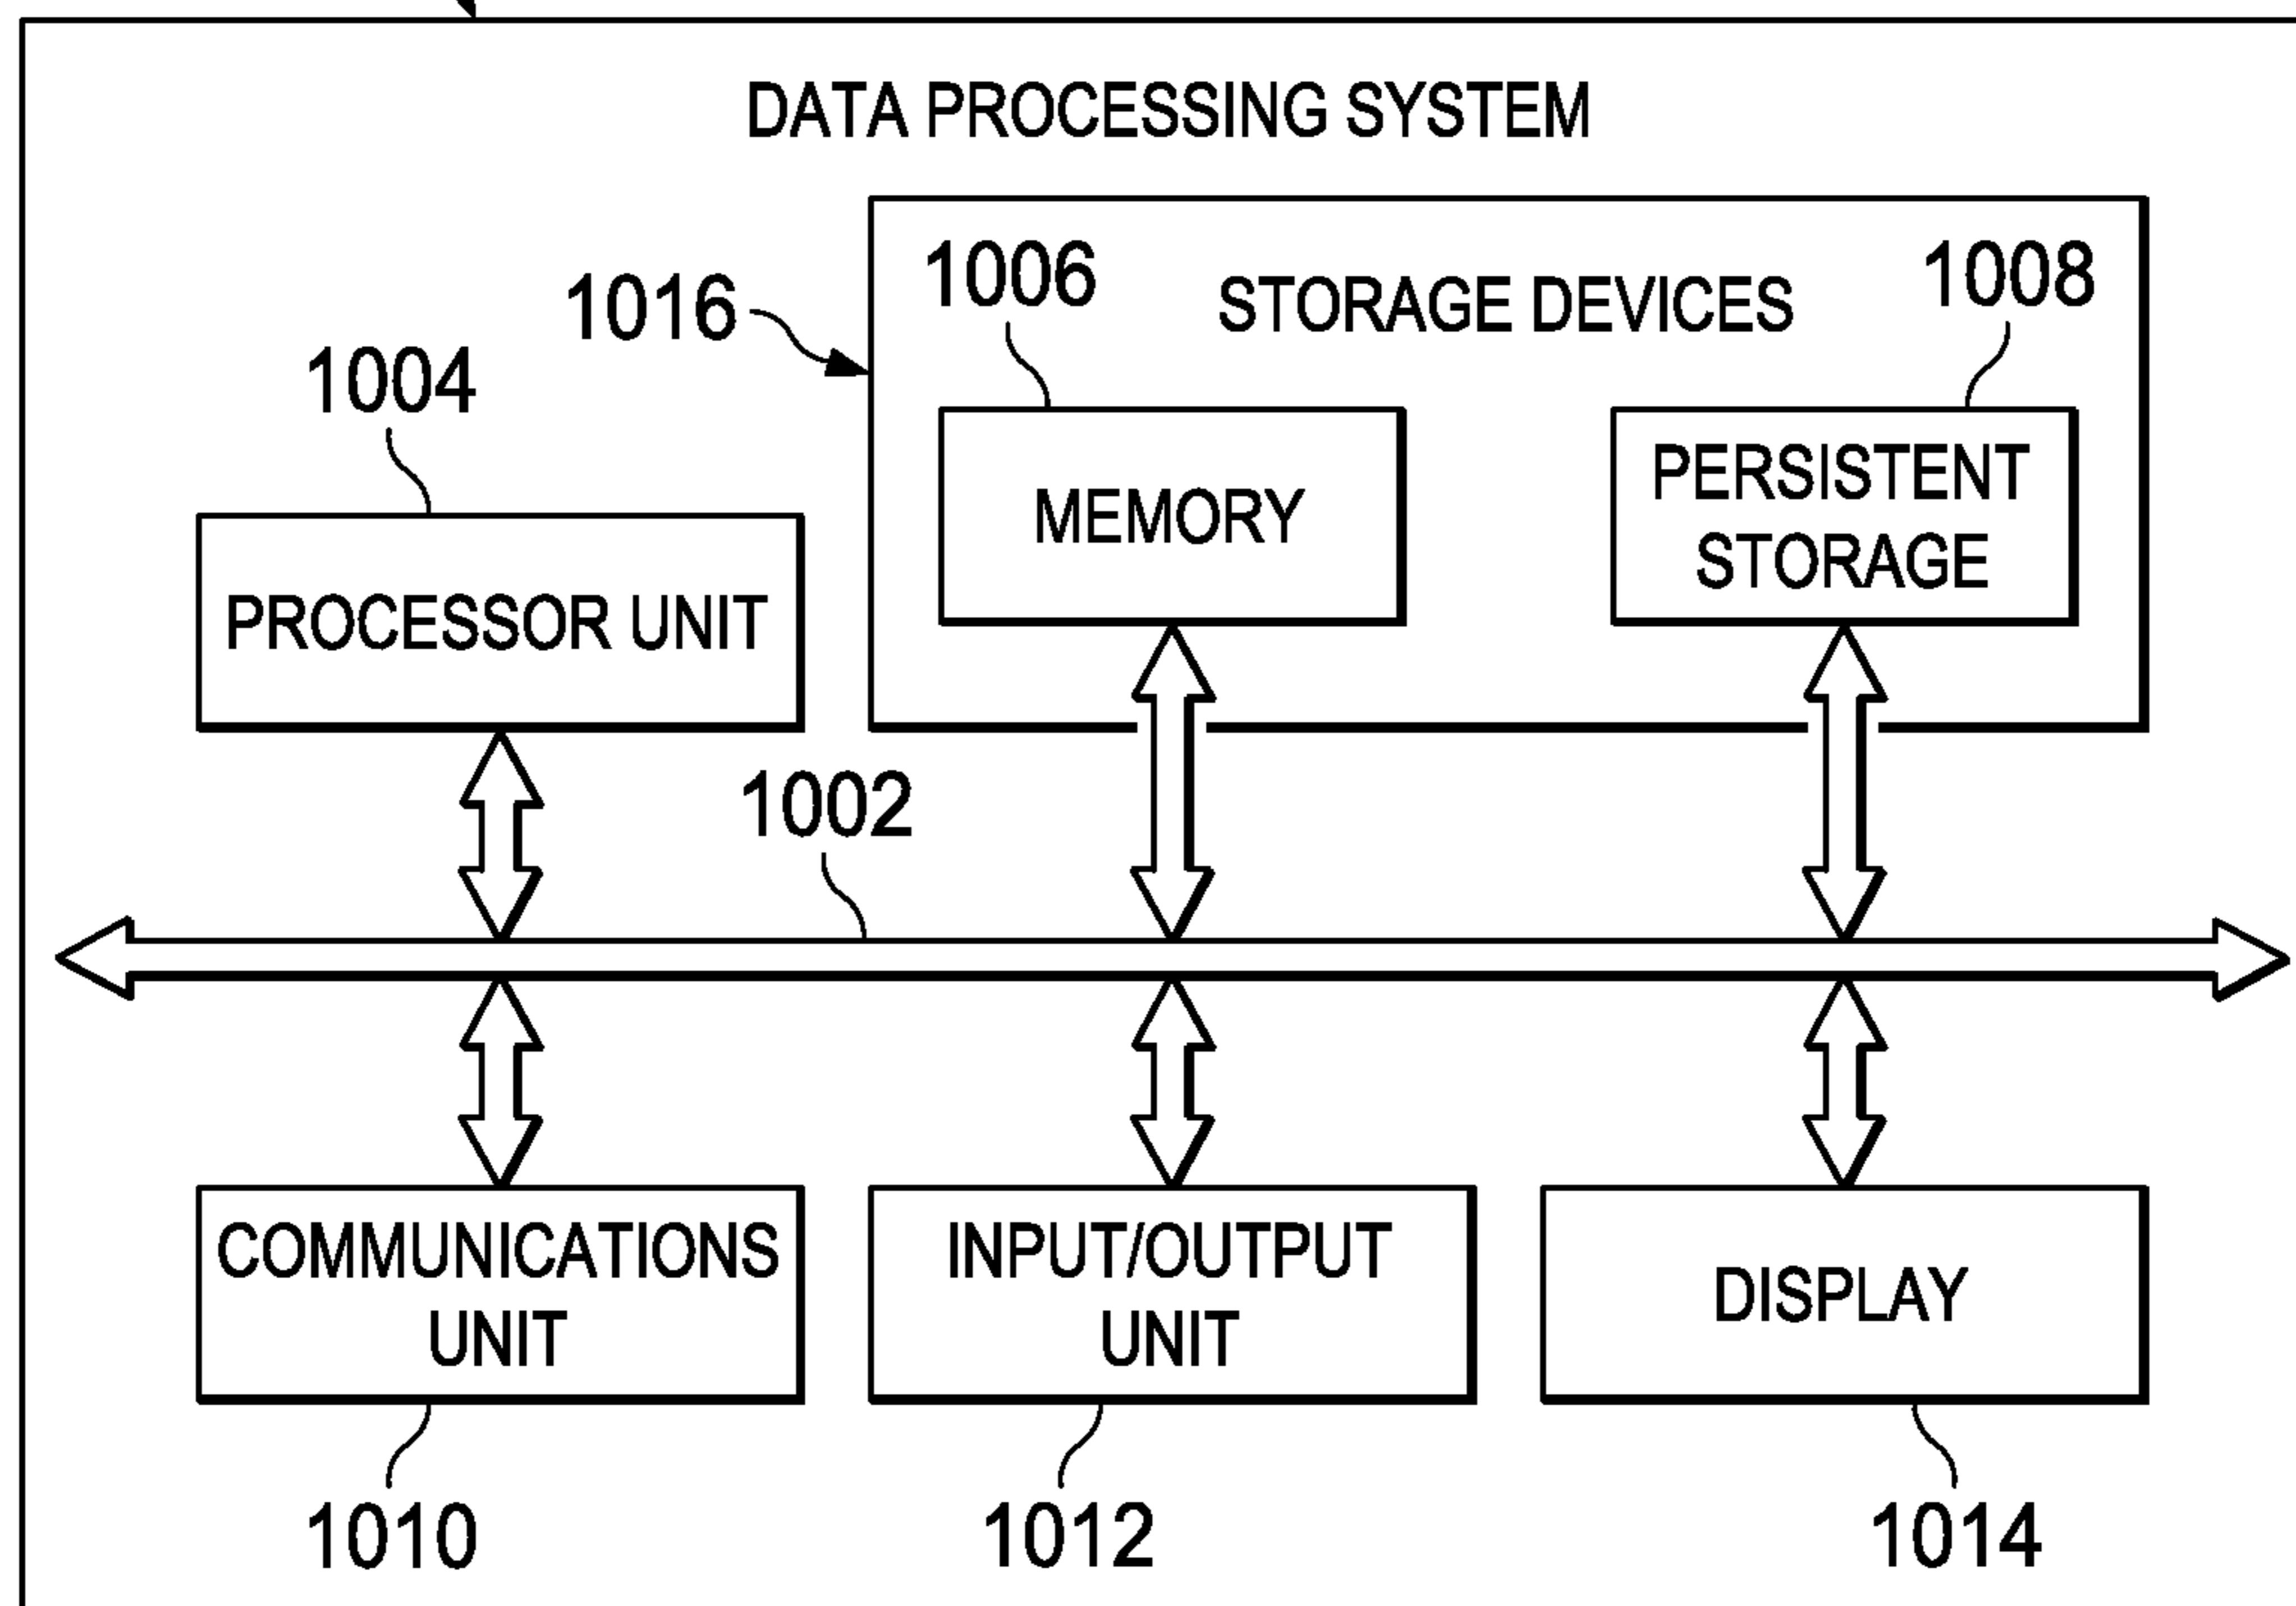 DATA PROCESSING SYSTEM
1016
1006
STORAGE DEVICES
1008
1004
MEMORY
PERSISTENT
STORAGE
PROCESSOR UNIT
1002
COMMUNICATIONS
UNIT
INPUT/OUTPUT
UNIT
DISPLAY
1010
1012
1014